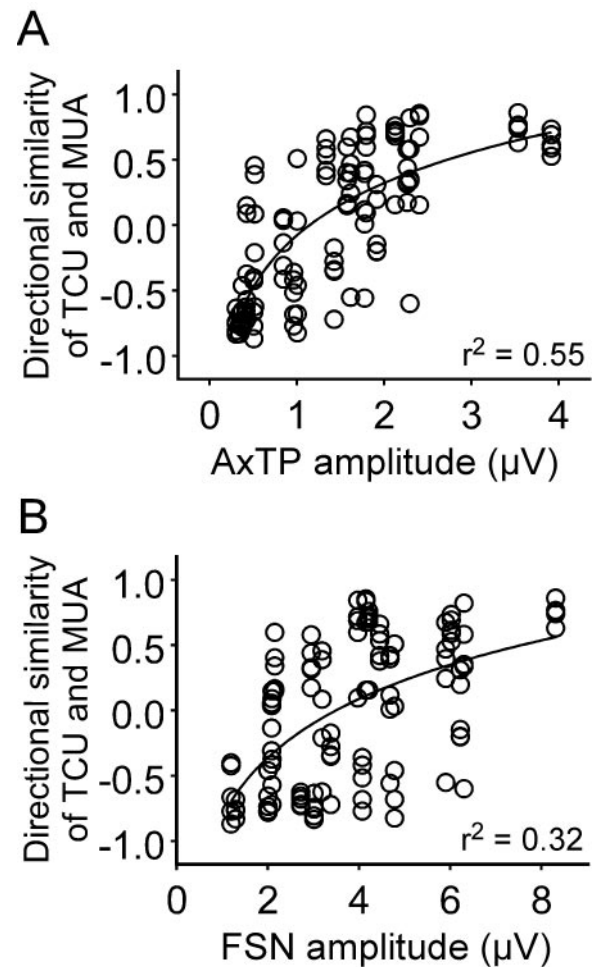 A
Directional similarity
of TCU and MUA
1.0
0.5
0.0
-0.5
-1.0
r² = 0.55
0 1 2 3 4
AxTP amplitude (µV)
B
Directional similarity
of TCU and MUA
1.0
0.5
0.0
-0.5
-1.0
r² = 0.32
0 2 4 6 8
FSN amplitude (µV)